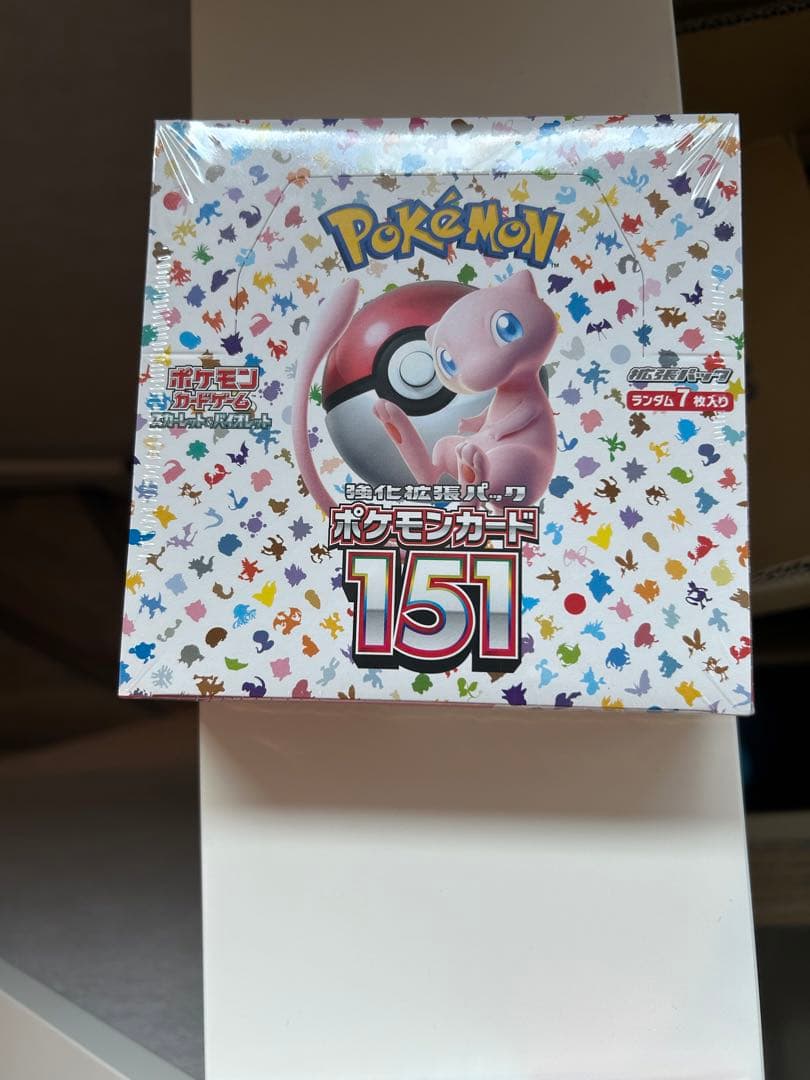 POKÉMON
TM
ポケモン
カードゲーム
スカーレット&バイオレット
拡張パック
ランダム7枚入り
強化拡張パック
ポケモンカード
151